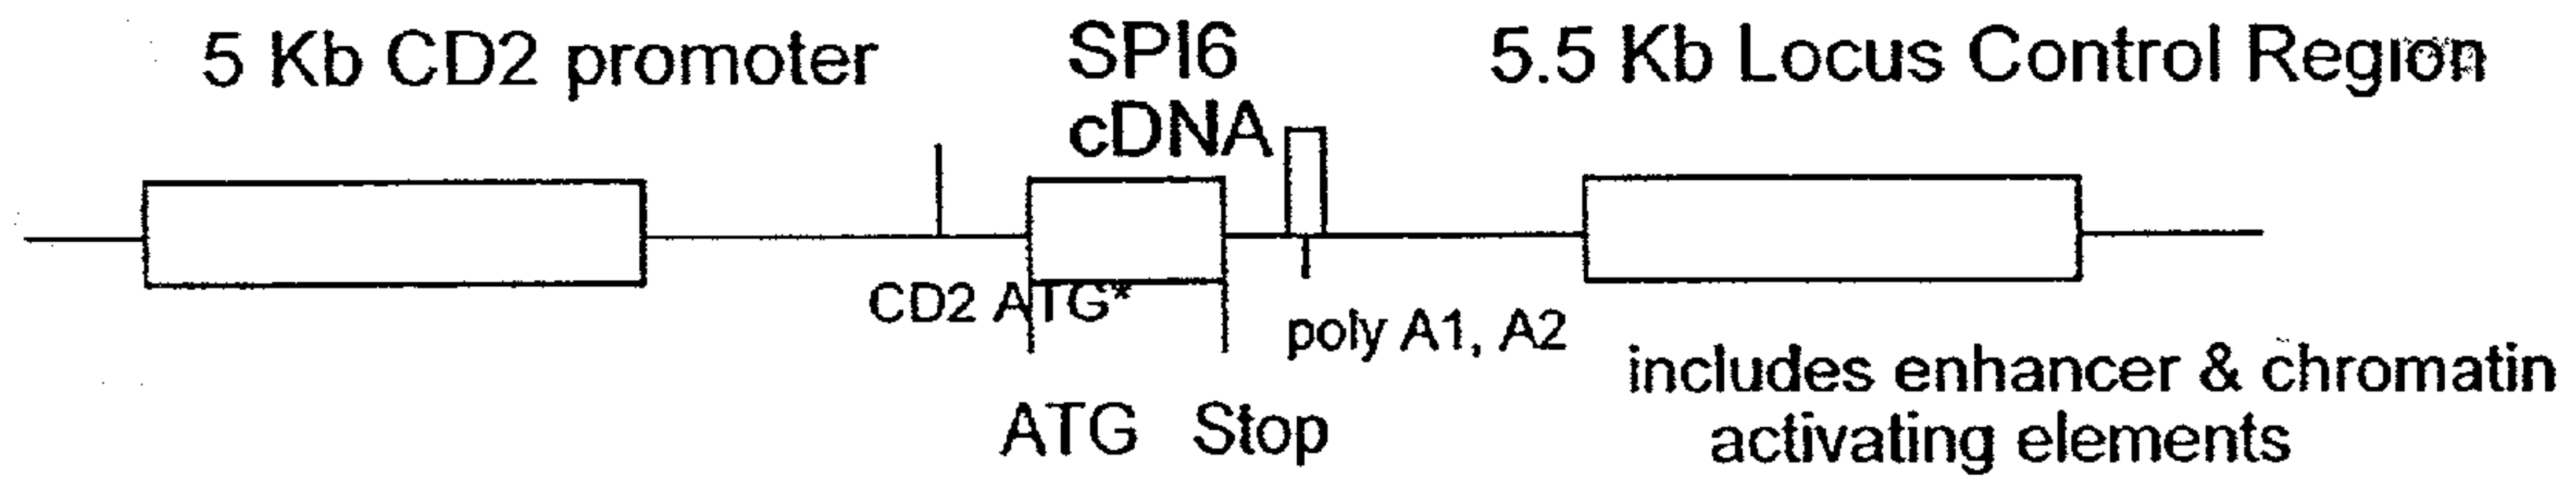 5 Kb CD2 promoter
SPI6
cDNA
5.5 Kb Locus Control Region
CD2 ATG*
poly A1, A2
ATG Stop
includes enhancer & chromatin
activating elements